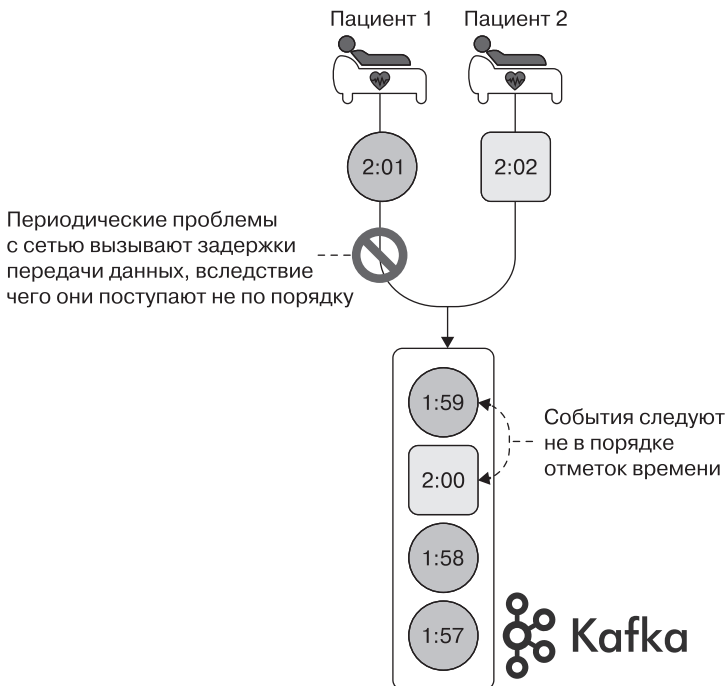 Пациент 1
Пациент 2
2:01
2:02
Периодические проблемы
с сетью вызывают задержки
передачи данных, вследствие
чего они поступают не по порядку
1:59
2:00
1:58
1:57
События следуют
не в порядке
отметок времени
Kafka